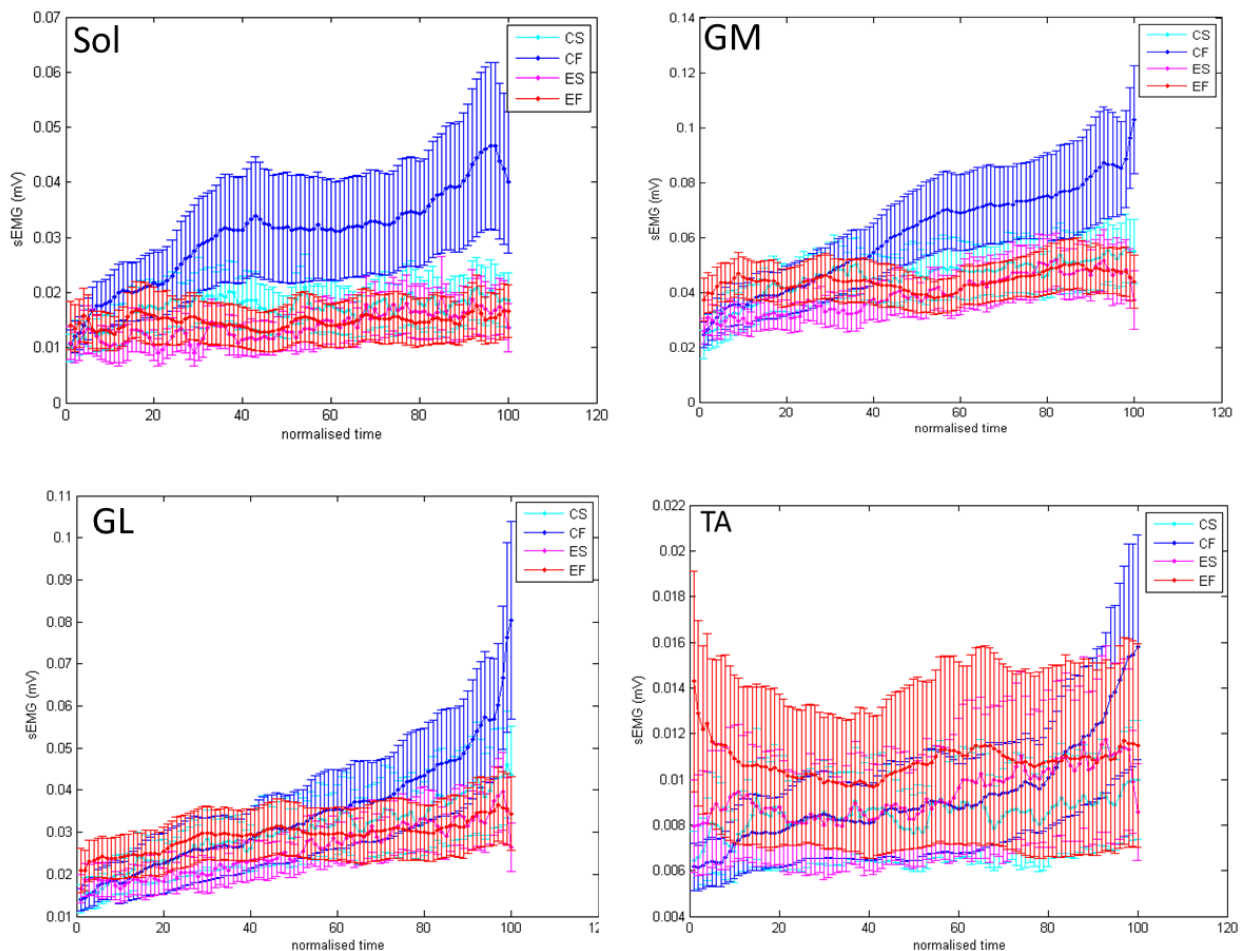 Sol
0.07
0.06
0.05
0.04
0.03
0.02
0.01
0
sEMG (mV)
0 20 40 60 80 100 120
normalised time
CS
CF
ES
EF
GM
0.14
0.12
0.1
0.08
0.06
0.04
0.02
0
sEMG (mV)
0 20 40 60 80 100 120
normalised time
CS
CF
ES
EF
GL
0.11
0.1
0.09
0.08
0.07
0.06
0.05
0.04
0.03
0.02
0.01
sEMG (mV)
0 20 40 60 80 100
normalised time
CS
CF
ES
EF
TA
0.022
0.02
0.018
0.016
0.014
0.012
0.01
0.008
0.006
0.004
sEMG (mV)
0 20 40 60 80 100 120
normalised time
CS
CF
ES
EF